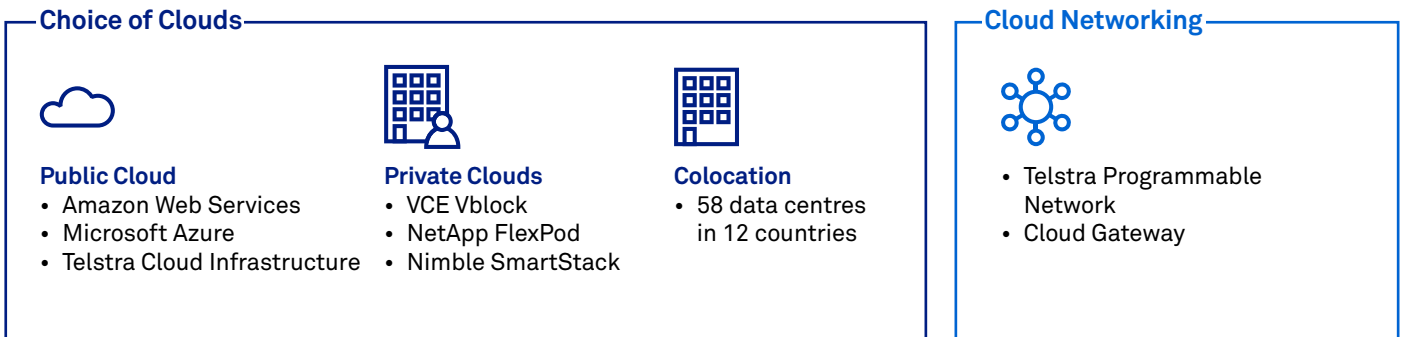 Choice of Clouds
Public Cloud
• Amazon Web Services
• Microsoft Azure
• Telstra Cloud Infrastructure
Private Clouds
• VCE Vblock
• NetApp FlexPod
• Nimble SmartStack
Colocation
• 58 data centres
in 12 countries
Cloud Networking
• Telstra Programmable
Network
• Cloud Gateway